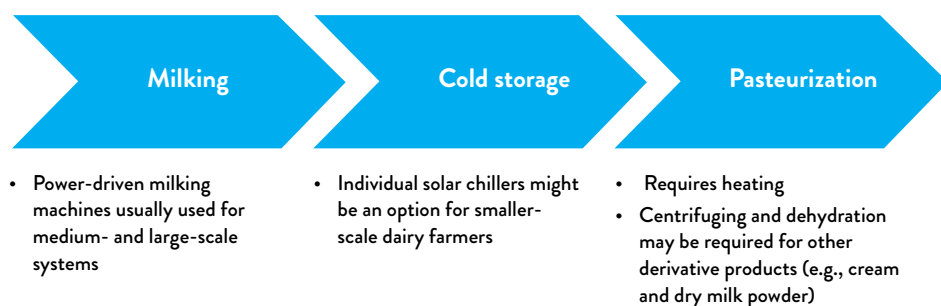 Milking
Cold storage
Pasteurization
• Power-driven milking
machines usually used for
medium- and large-scale
systems
• Individual solar chillers might
be an option for smaller-
scale dairy farmers
• Requires heating
• Centrifuging and dehydration
may be required for other
derivative products (e.g., cream
and dry milk powder)